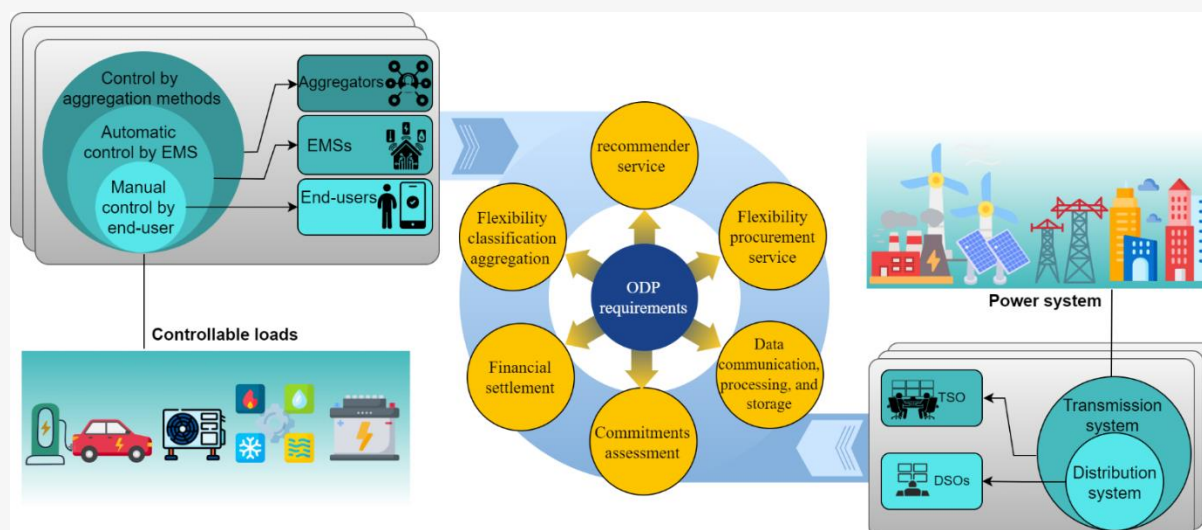 Control by
aggregation methods
Automatic
control by EMS
Manual
control by
end-user
Aggregators
EMSs
End-users
Controllable loads
recommender
service
Flexibility
classification
aggregation
Flexibility
procurement
service
ODP
requirements
Financial
settlement
Data
communication,
processing, and
storage
Commitments
assessment
Power system
TSO
DSOs
Transmission
system
Distribution
system